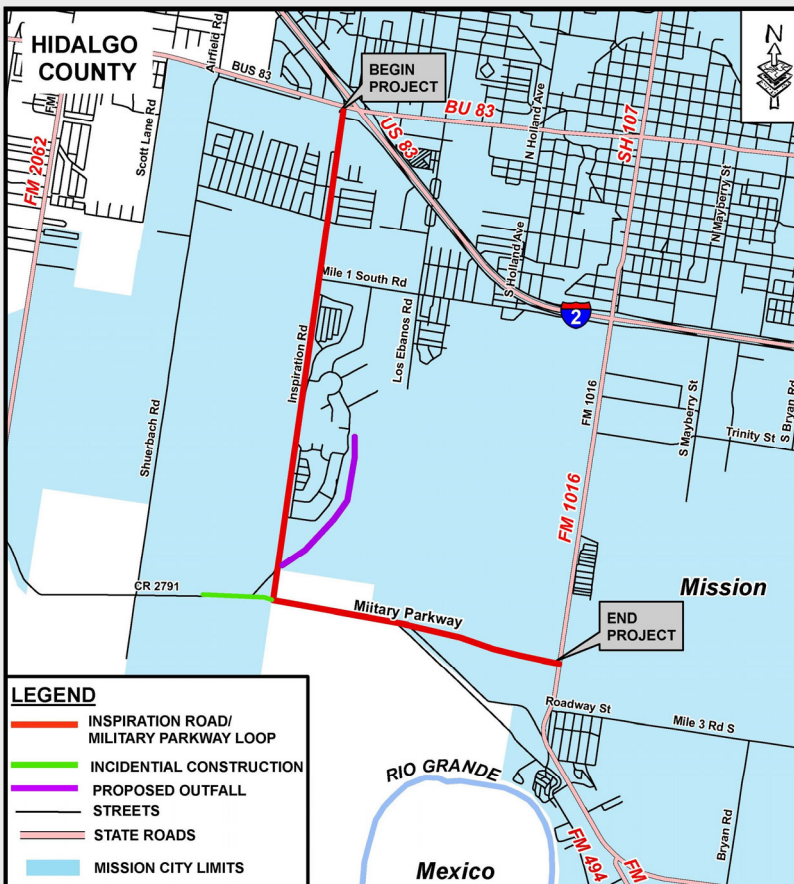 HIDALGO
COUNTY
Airfield Rd
BUS 83
BEGIN
PROJECT
BU 83
US 83
N Holland Ave
SH 107
N Mayberry St
N
FM
FM 2062
Scott Lane Rd
Mile 1 South Rd
S Holland Ave
2
Los Ebanos Rd
Inspiration Rd
Shuerbach Rd
FM 1016
S Mayberry St
Trinity St
S Bryan Rd
FM 1016
CR 2791
Miitary Parkway
Mission
END
PROJECT
Roadway St
Mile 3 Rd S
RIO GRANDE
Bryan Rd
FM 494
FM
Mexico
LEGEND
INSPIRATION ROAD/
MILITARY PARKWAY LOOP
INCIDENTIAL CONSTRUCTION
PROPOSED OUTFALL
STREETS
STATE ROADS
MISSION CITY LIMITS